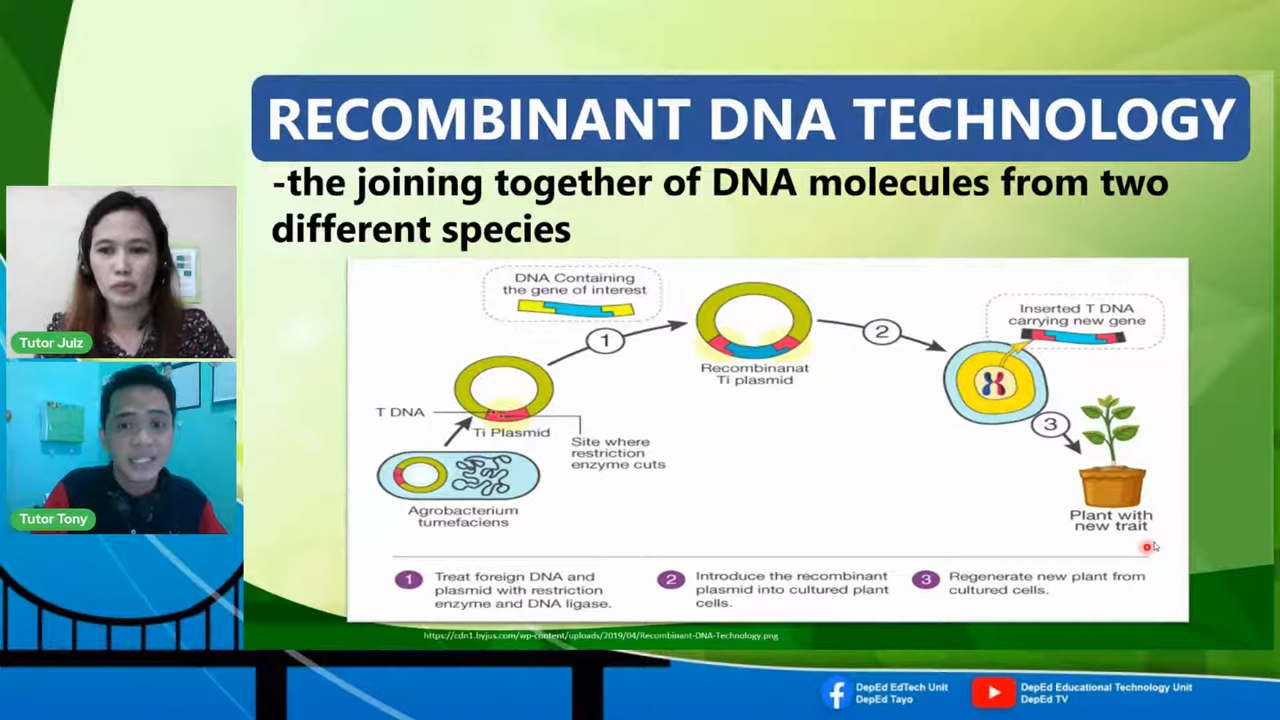 RECOMBINANT DNA TECHNOLOGY
-the joining together of DNA molecules from two
different species
Tutor Juiz
Tutor Tony
DNA Containing
the gene of interest
1
Recombinanat
Ti plasmid
2
Inserted T DNA
carrying new gene
T DNA
Ti Plasmid
Site where
restriction
enzyme cuts
Agrobacterium
tumefaciens
3
Plant with
new trait
1
Treat foreign DNA and
plasmid with restriction
enzyme and DNA ligase.
2
Introduce the recombinant
plasmid into cultured plant
cells.
3
Regenerate new plant from
cultured cells.
https://cdn1.byjus.com/wp-content/uploads/2019/04/Recombinant-DNA-Technology.png
DepEd EdTech Unit
DepEd Tayo
DepEd Educational Technology Unit
DepEd TV